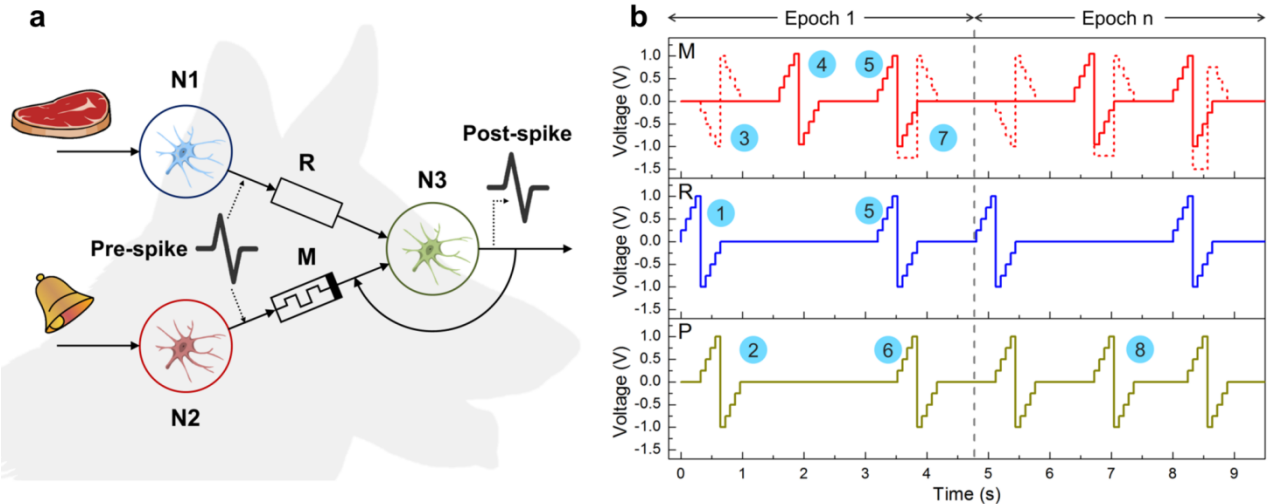 a
N1
R
N3
Post-spike
Pre-spike
M
N2
b
Epoch 1
Epoch n
M
4
5
3
7
1.0
0.5
0.0
-0.5
-1.0
-1.5
Voltage (V)
R
1
5
1.0
0.5
0.0
-0.5
-1.0
-1.5
Voltage (V)
P
2
6
8
1.0
0.5
0.0
-0.5
-1.0
-1.5
Voltage (V)
0 1 2 3 4 5 6 7 8 9
Time (s)